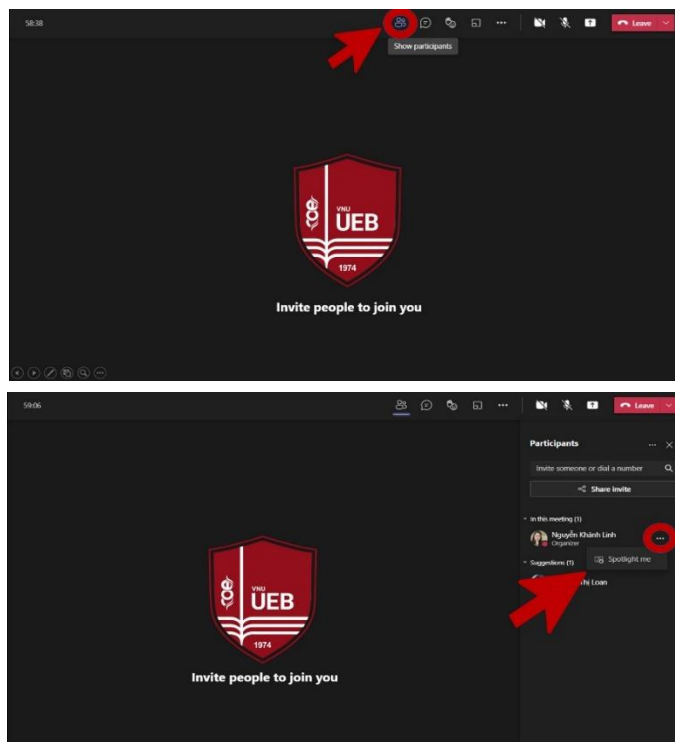 58:38
Leave
Show participants
VNU
UEB
1974
Invite people to join you
59:06
Leave
Participants
Invite someone or dial a number
Share invite
In this meeting (1)
Nguyễn Khánh Linh
Organizer
Spotlight me
Suggestions (1)
Thị Loan
VNU
UEB
1974
Invite people to join you